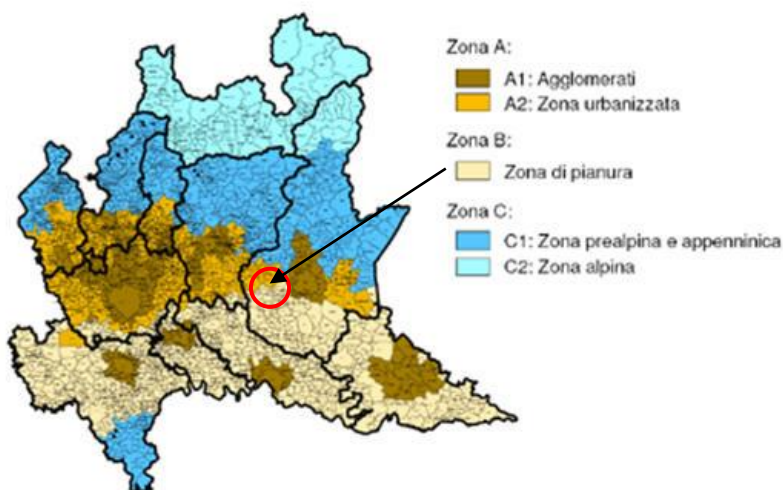 Zona A:
A1: Agglomerati
A2: Zona urbanizzata
Zona B:
Zona di pianura
Zona C:
C1: Zona prealpina e appenninica
C2: Zona alpina